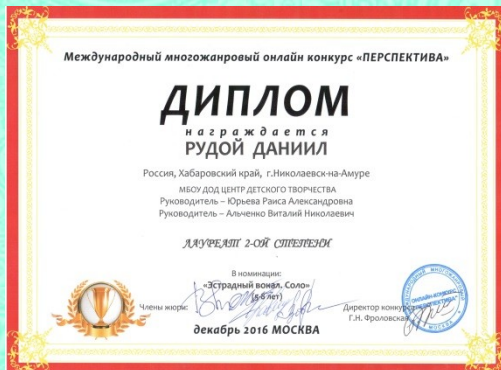 Международный многожанровый онлайн конкурс «ПЕРСПЕКТИВА»
ДИПЛОМ
награждается
РУДОЙ ДАНИИЛ
Россия, Хабаровский край, г.Николаевск-на-Амуре
МБОУ ДОД ЦЕНТР ДЕТСКОГО ТВОРЧЕСТВА
Руководитель – Юрьева Раиса Александровна
Руководитель – Альченко Виталий Николаевич
ЛАУРЕАТ 2-ОЙ СТЕПЕНИ
В номинации:
«Эстрадный вокал. Соло»
(5-6 лет)
Члены жюри:
Директор конкурса
Г.Н. Фроловская
декабрь 2016 МОСКВА